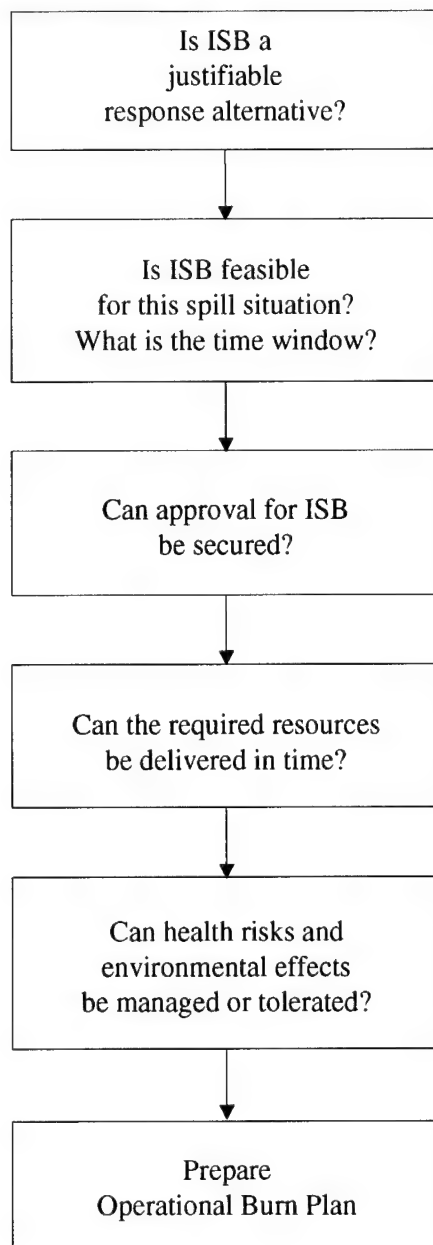 Is ISB a
justifiable
response alternative?
Is ISB feasible
for this spill situation?
What is the time window?
Can approval for ISB
be secured?
Can the required resources
be delivered in time?
Can health risks and
environmental effects
be managed or tolerated?
Prepare
Operational Burn Plan